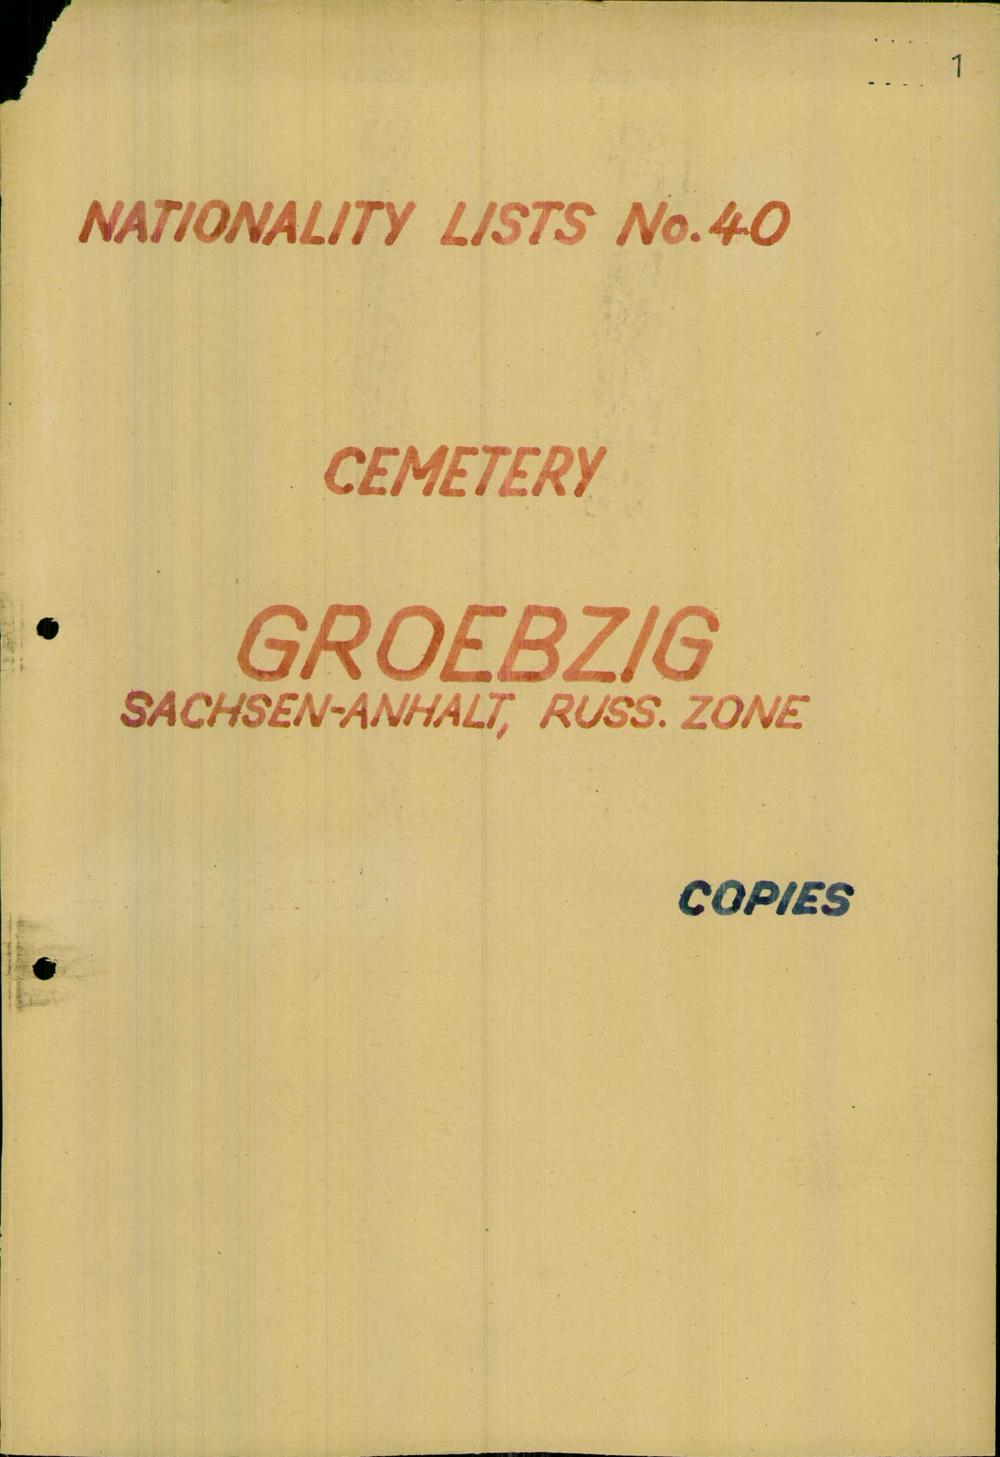 1
NATIONALITY LISTS No. 40
CEMETERY
GROEBZIG
SACHSEN-ANHALT, RUSS. ZONE
COPIES